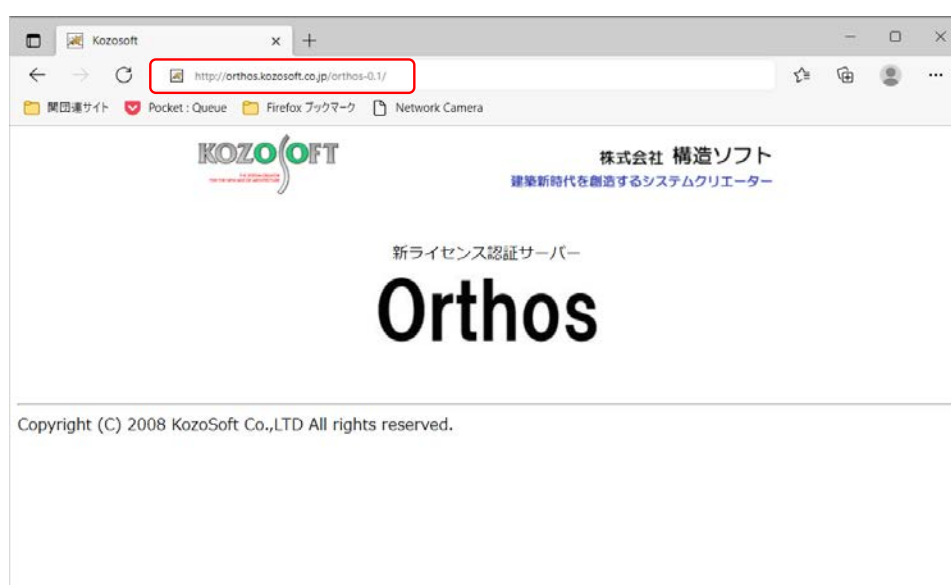 Kozosoft
http://orthos.kozosoft.co.jp/orthos-0.1/
関団連サイト Pocket : Queue Firefox ブックマーク Network Camera
KOZOSOFT
株式会社 構造ソフト
建築新時代を創造するシステムクリエーター
新ライセンス認証サーバー
Orthos
Copyright (C) 2008 KozoSoft Co.,LTD All rights reserved.